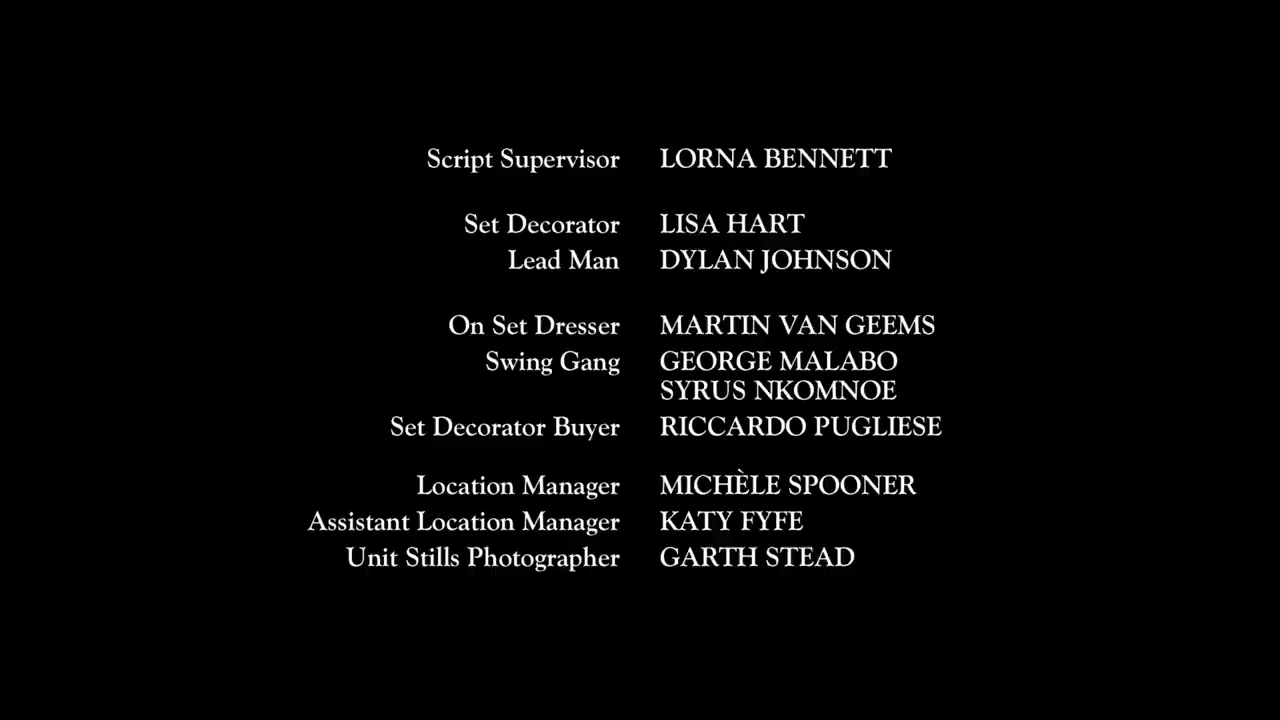 Script Supervisor LORNA BENNETT
Set Decorator LISA HART
Lead Man DYLAN JOHNSON
On Set Dresser MARTIN VAN GEEMS
Swing Gang GEORGE MALABO
SYRUS NKOMNOE
Set Decorator Buyer RICCARDO PUGLIESE
Location Manager MICHÈLE SPOONER
Assistant Location Manager KATY FYFE
Unit Stills Photographer GARTH STEAD